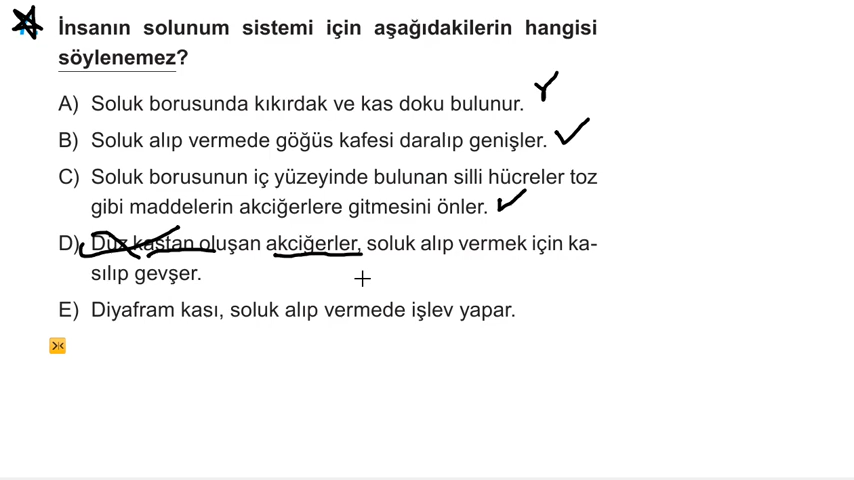 İnsanın solunum sistemi için aşağıdakilerin hangisi
söylenemez?
A) Soluk borusunda kıkırdak ve kas doku bulunur.
B) Soluk alıp vermede göğüs kafesi daralıp genişler.
C) Soluk borusunun iç yüzeyinde bulunan silli hücreler toz
gibi maddelerin akciğerlere gitmesini önler.
D) Düz kastan oluşan akciğerler, soluk alıp vermek için ka-
sılıp gevşer.
E) Diyafram kası, soluk alıp vermede işlev yapar.